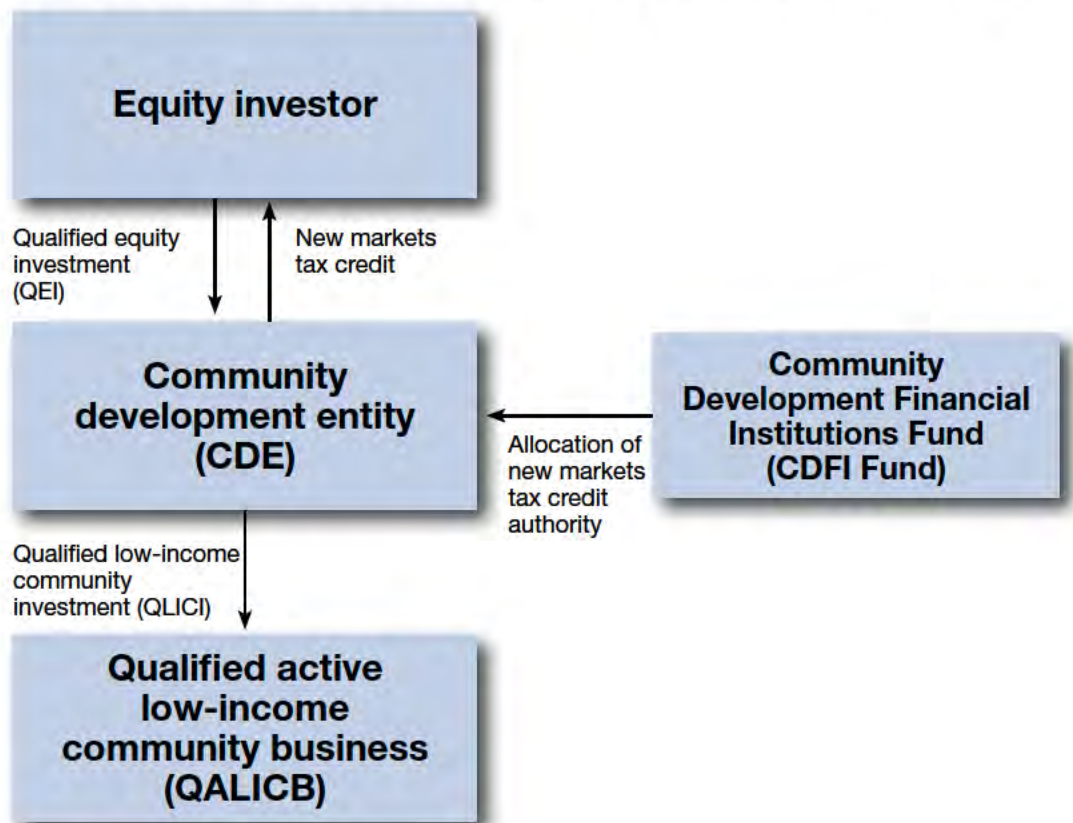 Equity investor
Qualified equity
investment
(QEI)
New markets
tax credit
Community
development entity
(CDE)
Allocation of
new markets
tax credit
authority
Community
Development Financial
Institutions Fund
(CDFI Fund)
Qualified low-income
community
investment (QLICI)
Qualified active
low-income
community business
(QALICB)